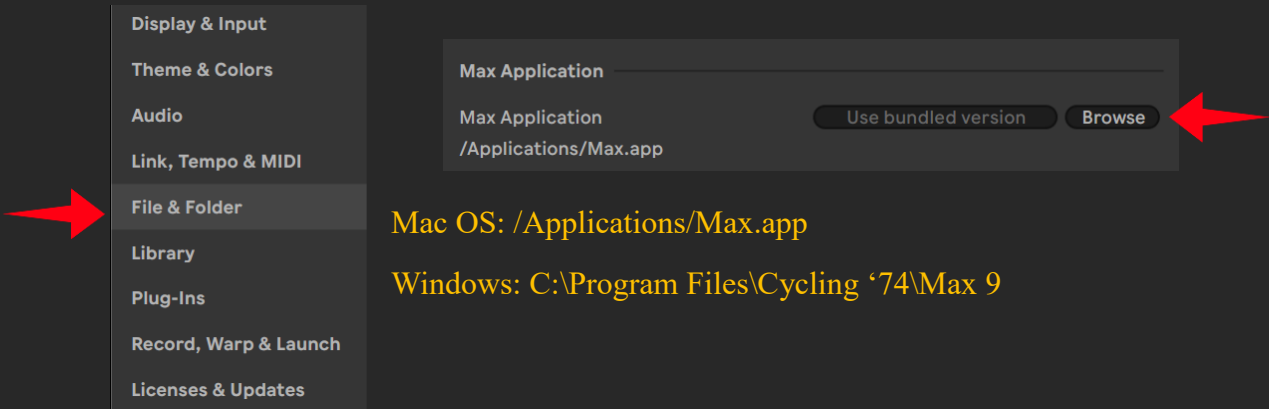 Display & Input
Theme & Colors
Audio
Link, Tempo & MIDI
File & Folder
Library
Plug-Ins
Record, Warp & Launch
Licenses & Updates
Max Application
Max Application
Use bundled version
Browse
/Applications/Max.app
Mac OS: /Applications/Max.app
Windows: C:\Program Files\Cycling ‘74\Max 9